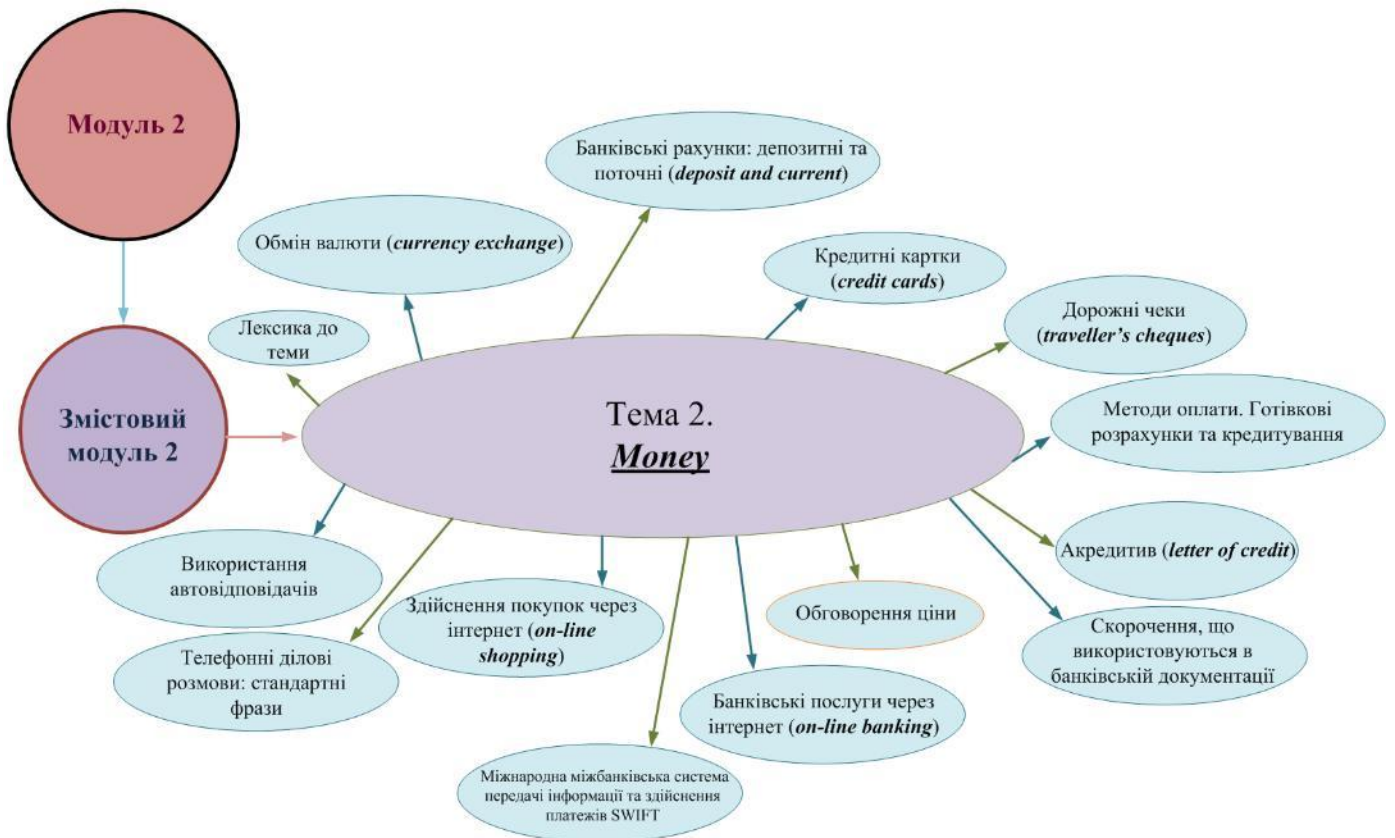 Модуль 2
Банківські рахунки: депозитні та
поточні (deposit and current)
Обмін валюти (currency exchange)
Кредитні картки
(credit cards)
Дорожні чеки
(traveller’s cheques)
Лексика до
теми
Змістовий
модуль 2
Тема 2.
Money
Методи оплати. Готівкові
розрахунки та кредитування
Акредитив (letter of credit)
Використання
автовідповідачів
Здійснення покупок через
інтернет (on-line
shopping)
Обговорення ціни
Скорочення, що
використовуються в
банківській документації
Телефонні ділові
розмови: стандартні
фрази
Банківські послуги через
інтернет (on-line banking)
Міжнародна міжбанківська система
передачі інформації та здійснення
платежів SWIFT